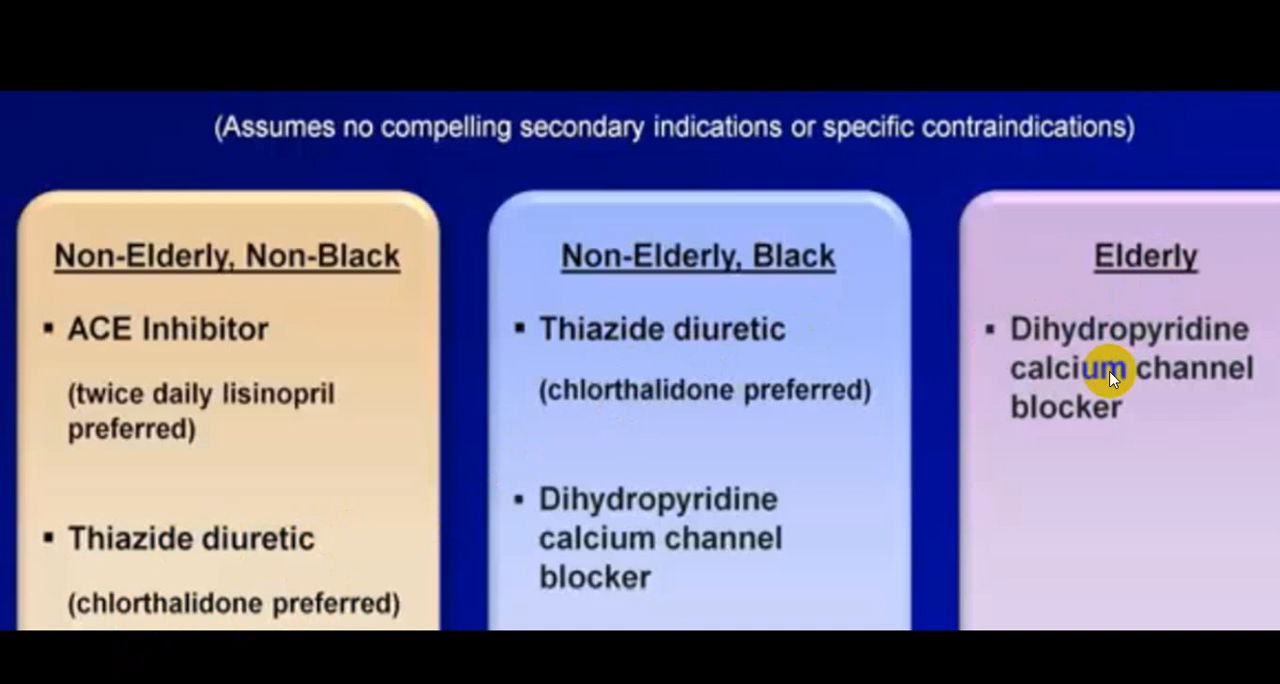 (Assumes no compelling secondary indications or specific contraindications)
Non-Elderly, Non-Black
▪ ACE Inhibitor
(twice daily lisinopril
preferred)
▪ Thiazide diuretic
(chlorthalidone preferred)
Non-Elderly, Black
▪ Thiazide diuretic
(chlorthalidone preferred)
▪ Dihydropyridine
calcium channel
blocker
Elderly
▪ Dihydropyridine
calcium channel
blocker